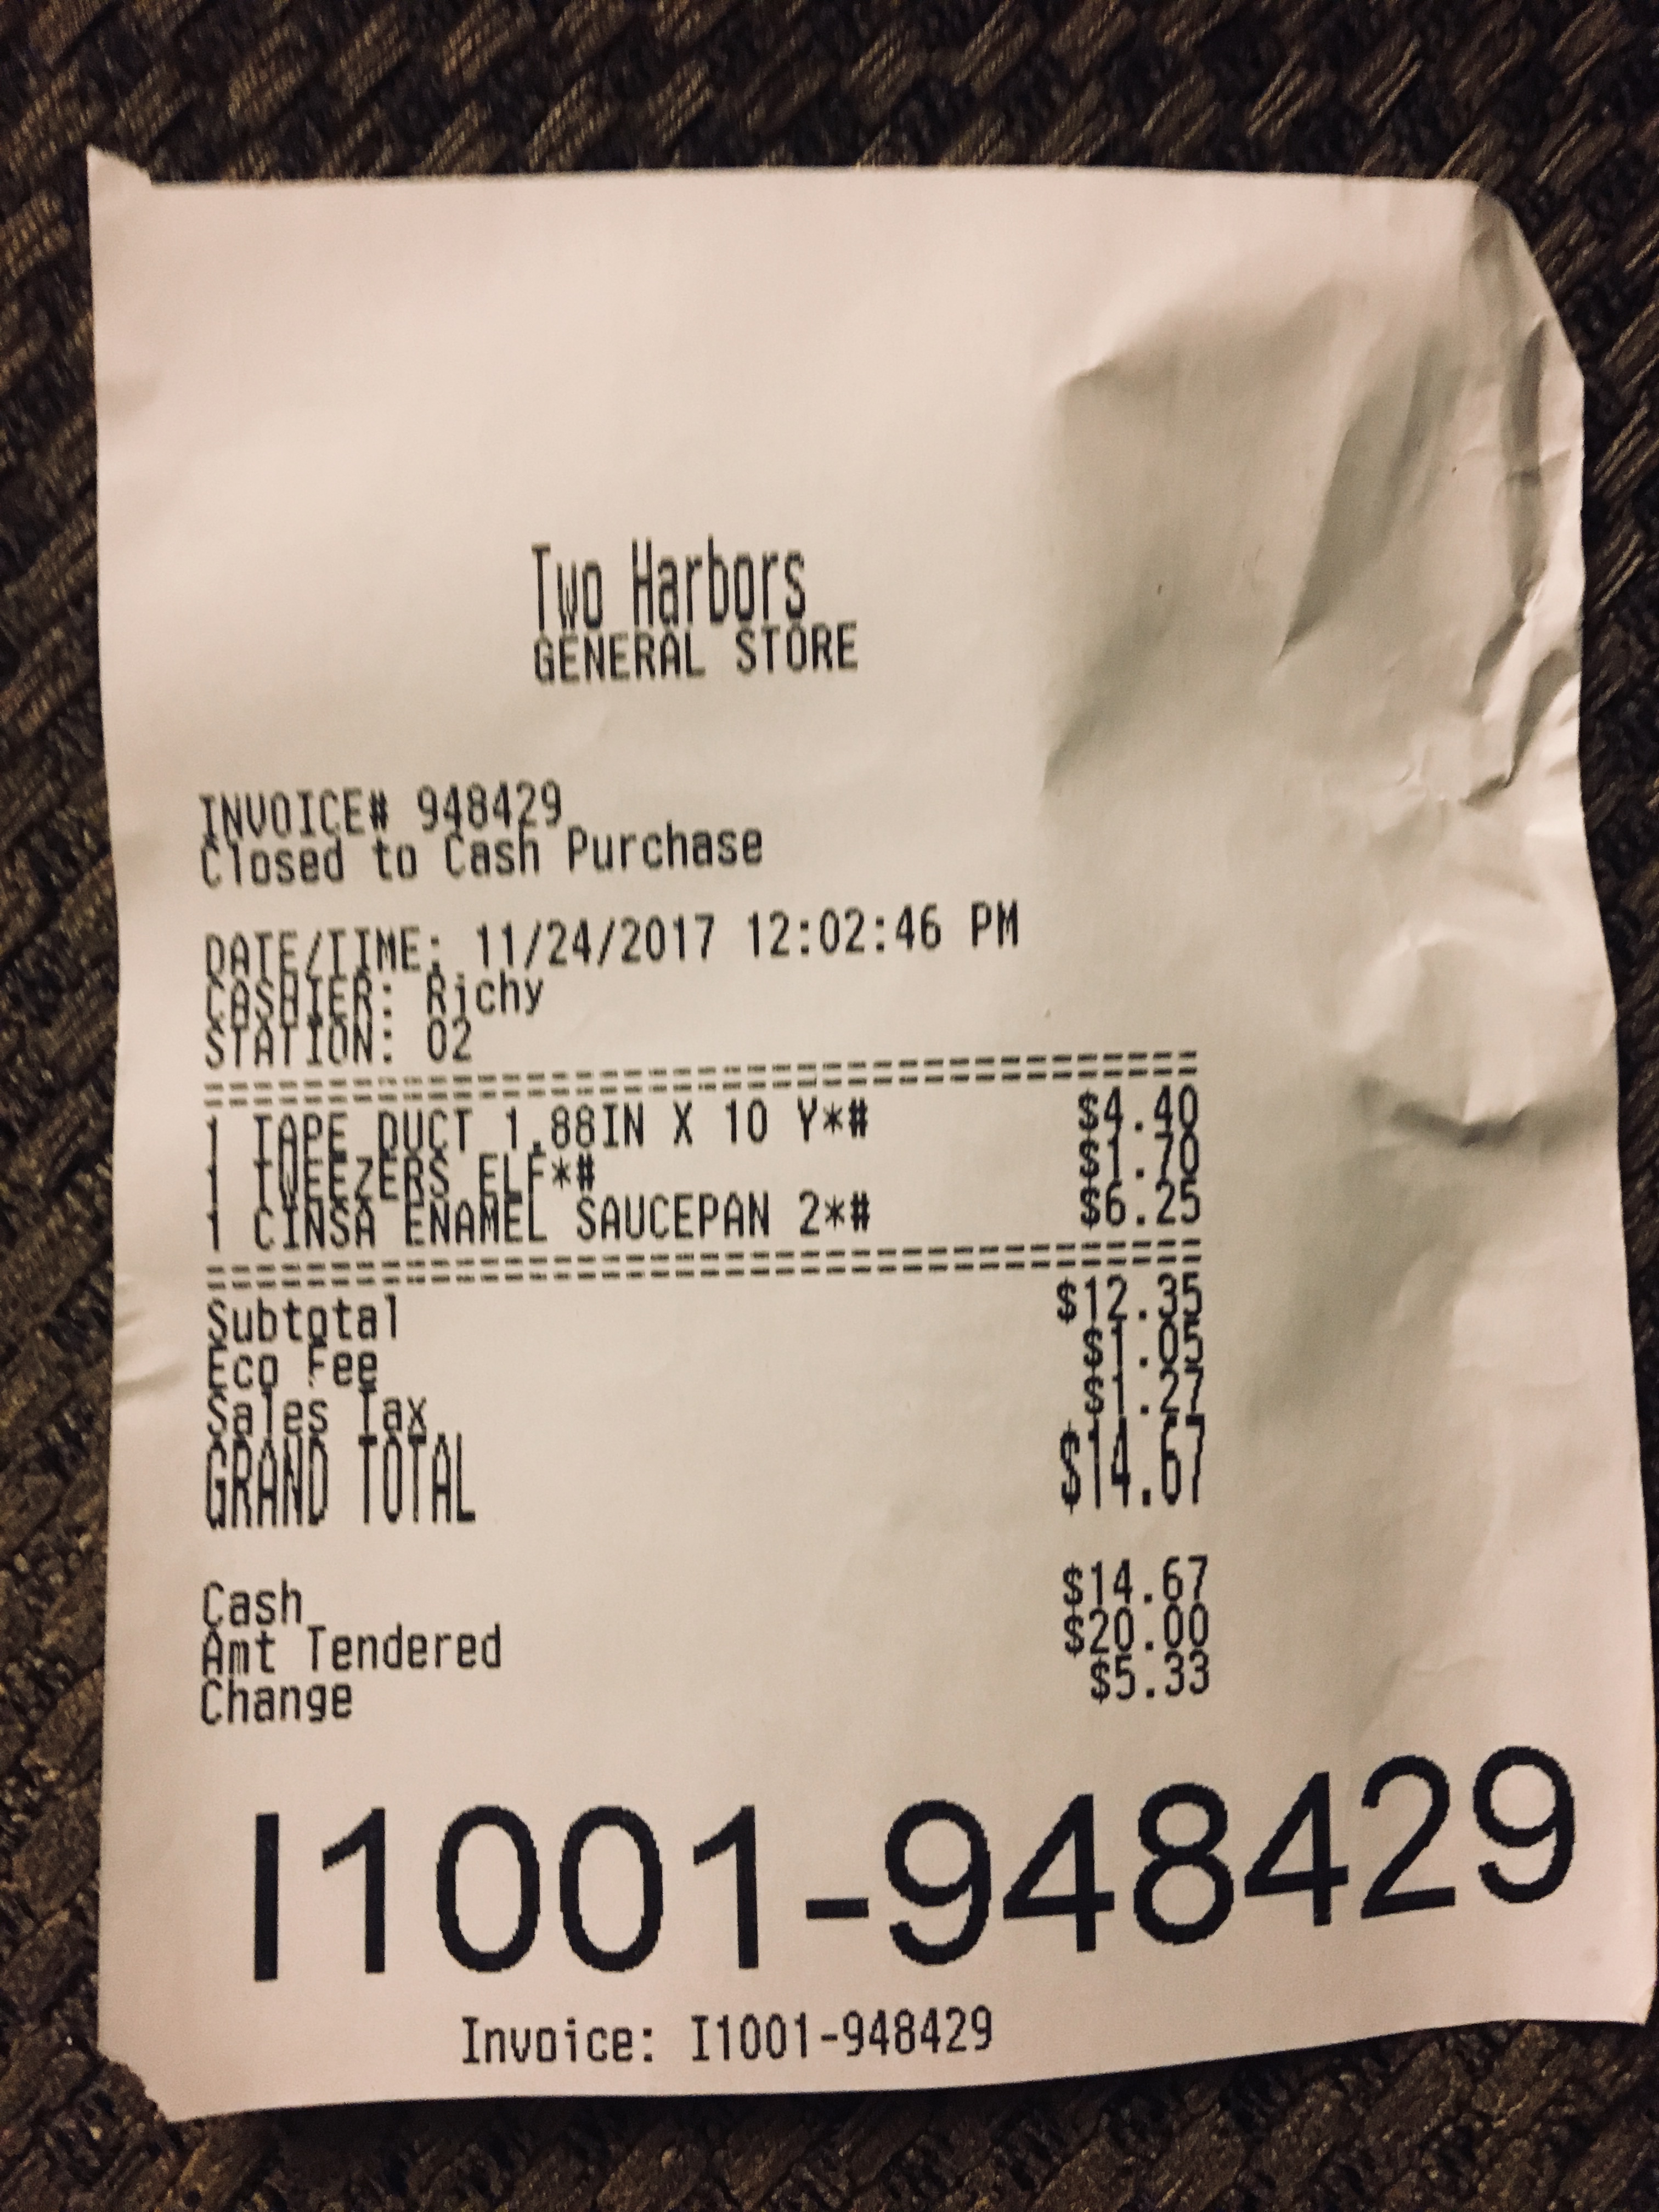 Two Harbors
GENERAL STORE
INVOICE# 948429
Closed to Cash Purchase
DATE/TIME: 11/24/2017 12:02:46 PM
CASHIER: Richy
STATION: 02
=========================================
1 TAPE DUCT 1.88IN X 10 Y*# $4.40
1 TWEEZERS ELF*# $1.70
1 CINSA ENAMEL SAUCEPAN 2*# $6.25
=========================================
Subtotal $12.35
Eco Fee $1.05
Sales Tax $1.27
GRAND TOTAL $14.67
Cash $14.67
Amt Tendered $20.00
Change $5.33
I1001-948429
Invoice: I1001-948429